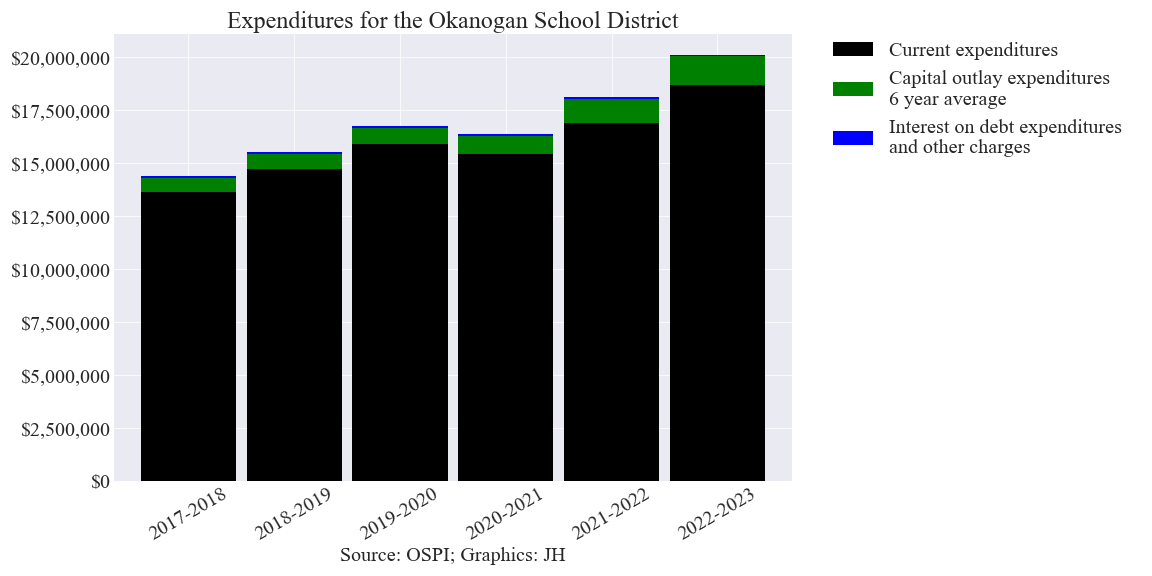 Expenditures for the Okanogan School District
$20,000,000
$17,500,000
$15,000,000
$12,500,000
$10,000,000
$7,500,000
$5,000,000
$2,500,000
$0
2017-2018
2018-2019
2019-2020
2020-2021
2021-2022
2022-2023
Source: OSPI; Graphics: JH
Current expenditures
Capital outlay expenditures
6 year average
Interest on debt expenditures
and other charges